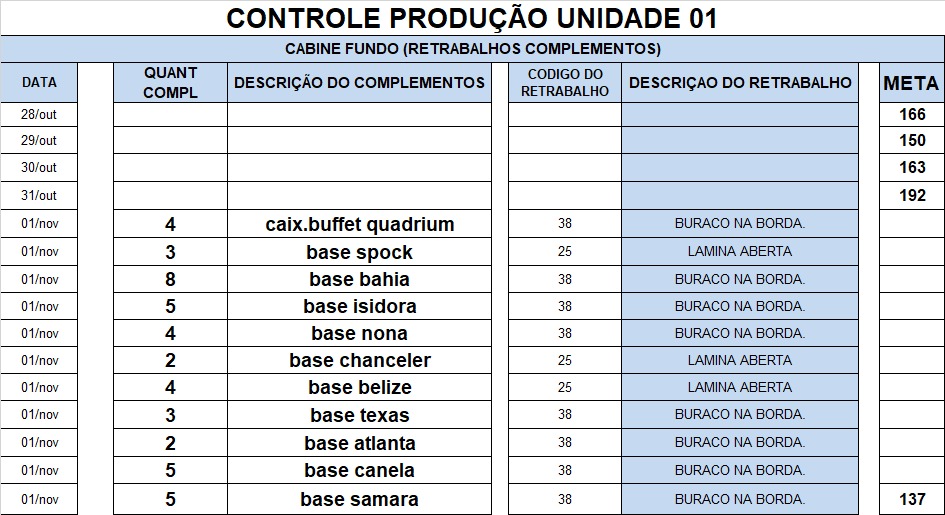 CONTROLE PRODUÇÃO UNIDADE 01
CABINE FUNDO (RETRABALHOS COMPLEMENTOS)
DATA QUANT COMPL DESCRIÇÃO DO COMPLEMENTOS CODIGO DO RETRABALHO DESCRIÇAO DO RETRABALHO META
28/out 166
29/out 150
30/out 163
31/out 192
01/nov 4 caix.buffet quadrium 38 BURACO NA BORDA.
01/nov 3 base spock 25 LAMINA ABERTA
01/nov 8 base bahia 38 BURACO NA BORDA.
01/nov 5 base isidora 38 BURACO NA BORDA.
01/nov 4 base nona 38 BURACO NA BORDA.
01/nov 2 base chanceler 25 LAMINA ABERTA
01/nov 4 base belize 25 LAMINA ABERTA
01/nov 3 base texas 38 BURACO NA BORDA.
01/nov 2 base atlanta 38 BURACO NA BORDA.
01/nov 5 base canela 38 BURACO NA BORDA.
01/nov 5 base samara 38 BURACO NA BORDA. 137